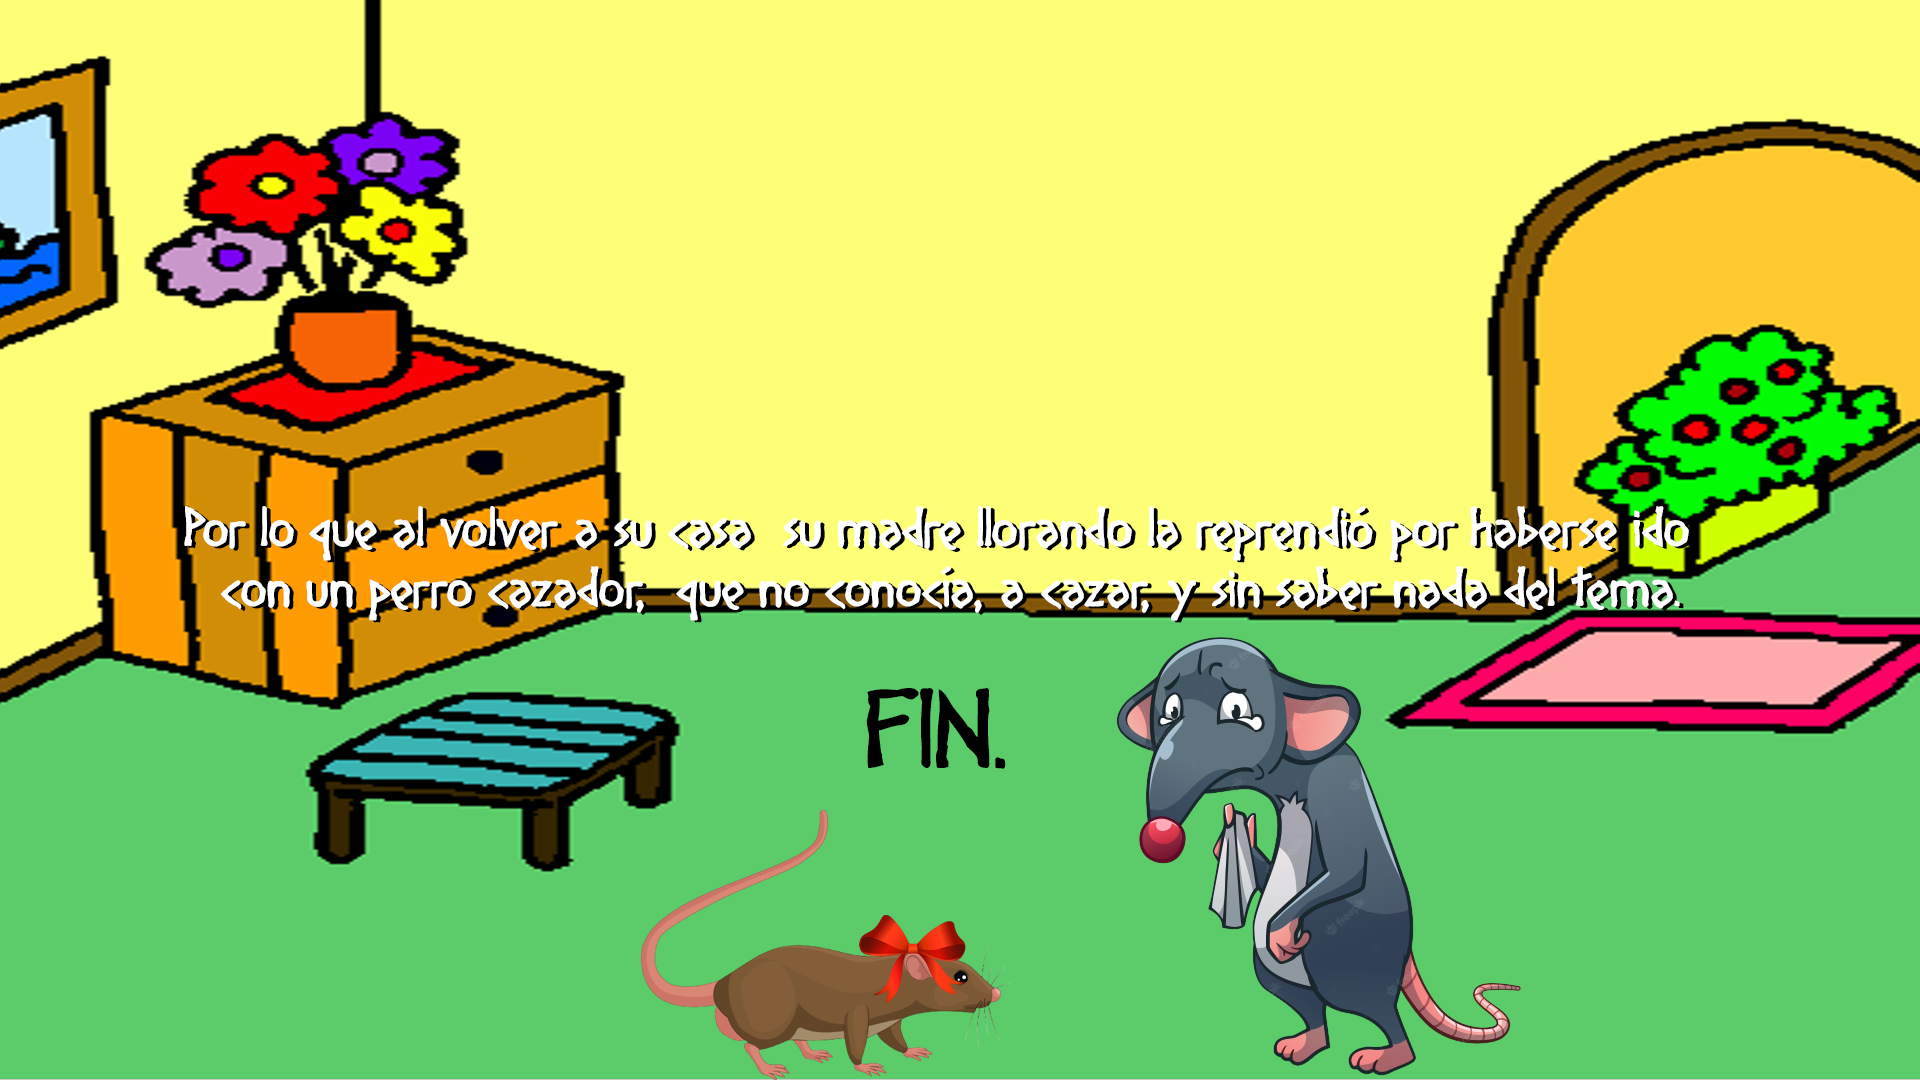 Por lo que al volver a su casa su madre llorando la reprendió por haberse ido
con un perro cazador, que no conocía, a cazar, y sin saber nada del tema.
FIN.